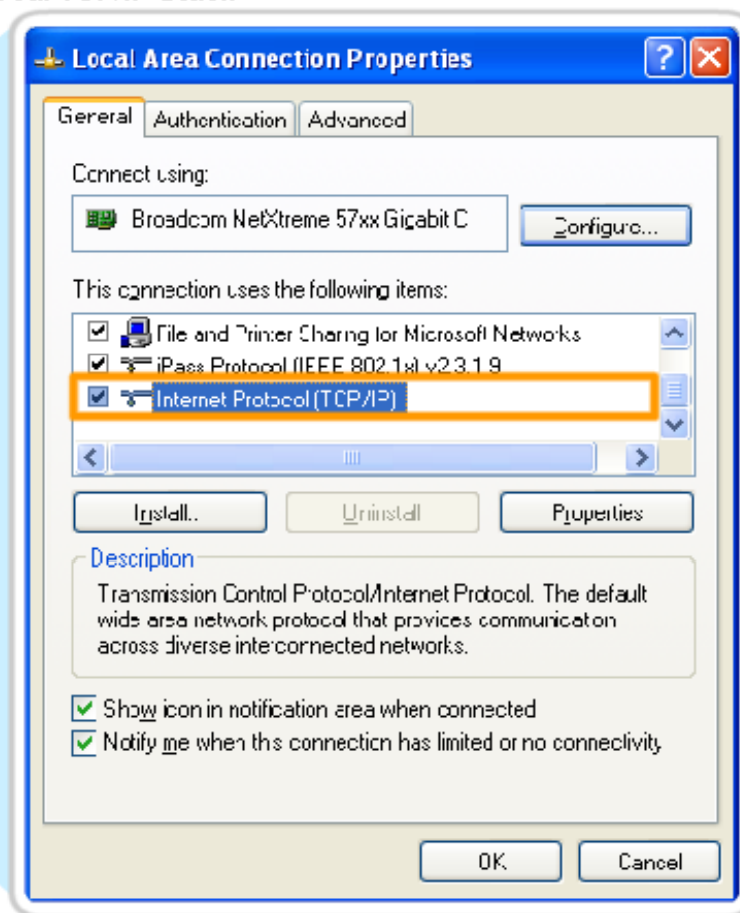 Local Area Connection Properties
General Authentication Advanced
Connect using:
Broadcom NetXtreme 57xx Gigabit C
Configure...
This connection uses the following items:
File and Printer Sharing for Microsoft Networks
iPass Protocol (IEEE 802.1x) v2.3.1.9
Internet Protocol (TCP/IP)
Install... Uninstall Properties
Description
Transmission Control Protocol/Internet Protocol. The default
wide area network protocol that provides communication
across diverse interconnected networks.
Show icon in notification area when connected
Notify me when this connection has limited or no connectivity
OK Cancel